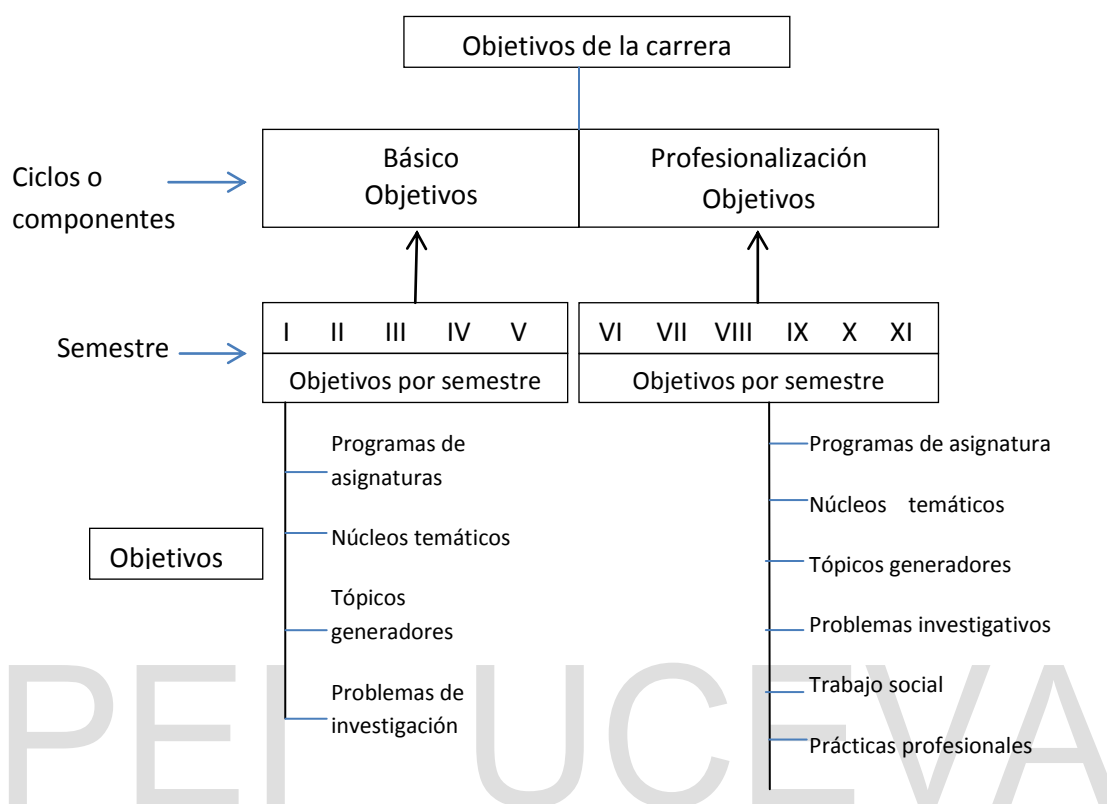 Objetivos de la carrera
Ciclos o
componentes
Básico
Objetivos
Profesionalización
Objetivos
Semestre
I II III IV V
VI VII VIII IX X XI
Objetivos por semestre
Objetivos por semestre
Objetivos
Programas de
asignaturas
Núcleos temáticos
Tópicos
generadores
Problemas de
investigación
Programas de asignatura
Núcleos temáticos
Tópicos generadores
Problemas investigativos
Trabajo social
Prácticas profesionales
PEI UCEVA